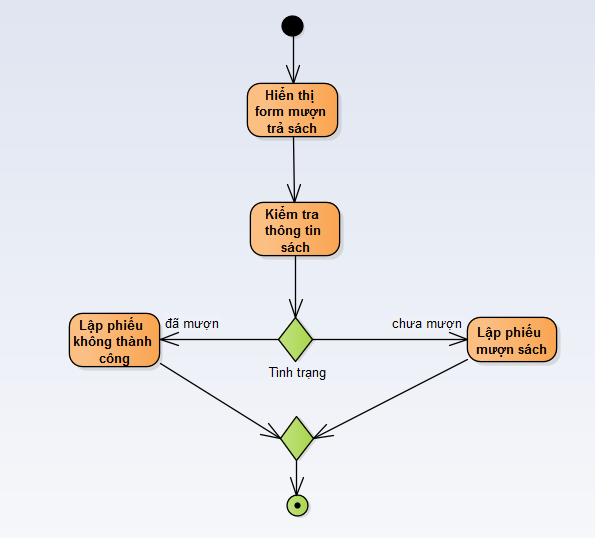 Hiển thị
form mượn
trả sách
Kiểm tra
thông tin
sách
Lập phiếu
không thành
công
đã mượn
chưa mượn
Lập phiếu
mượn sách
Tình trạng